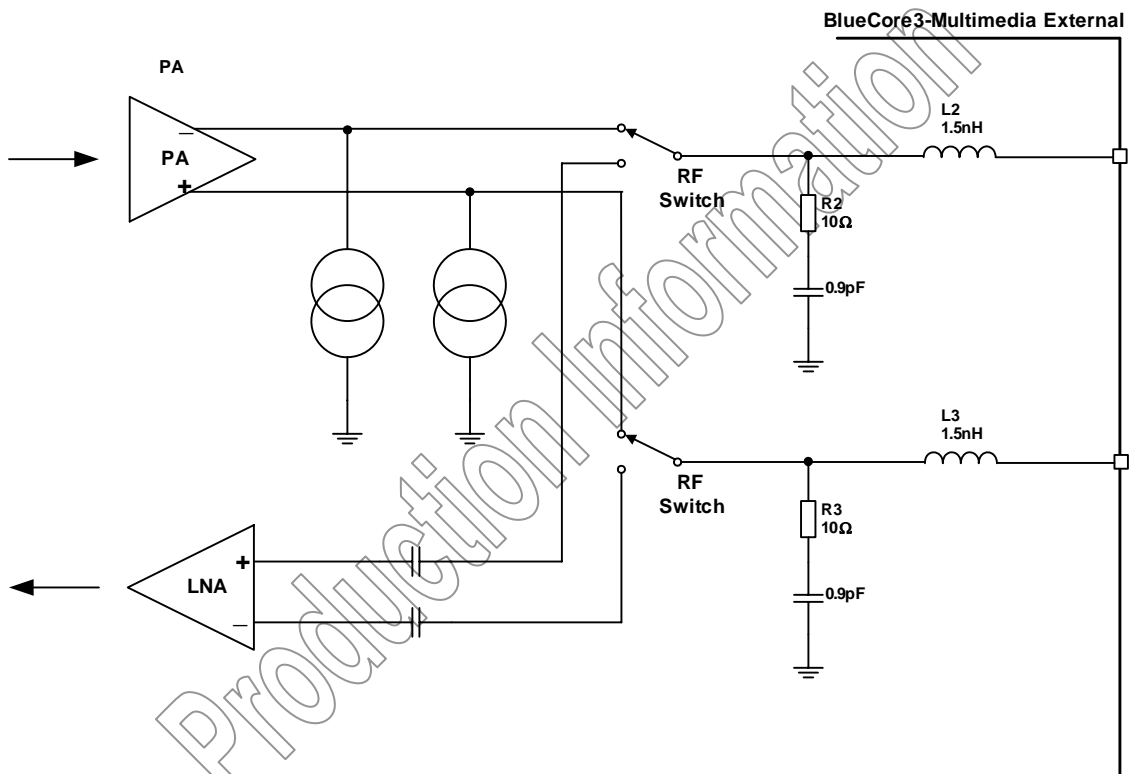 BlueCore3-Multimedia External
PA
PA
−
+
L2
1.5nH
RF
Switch
R2
10Ω
0.9pF
L3
1.5nH
RF
Switch
R3
10Ω
0.9pF
LNA
+
−
Production Information